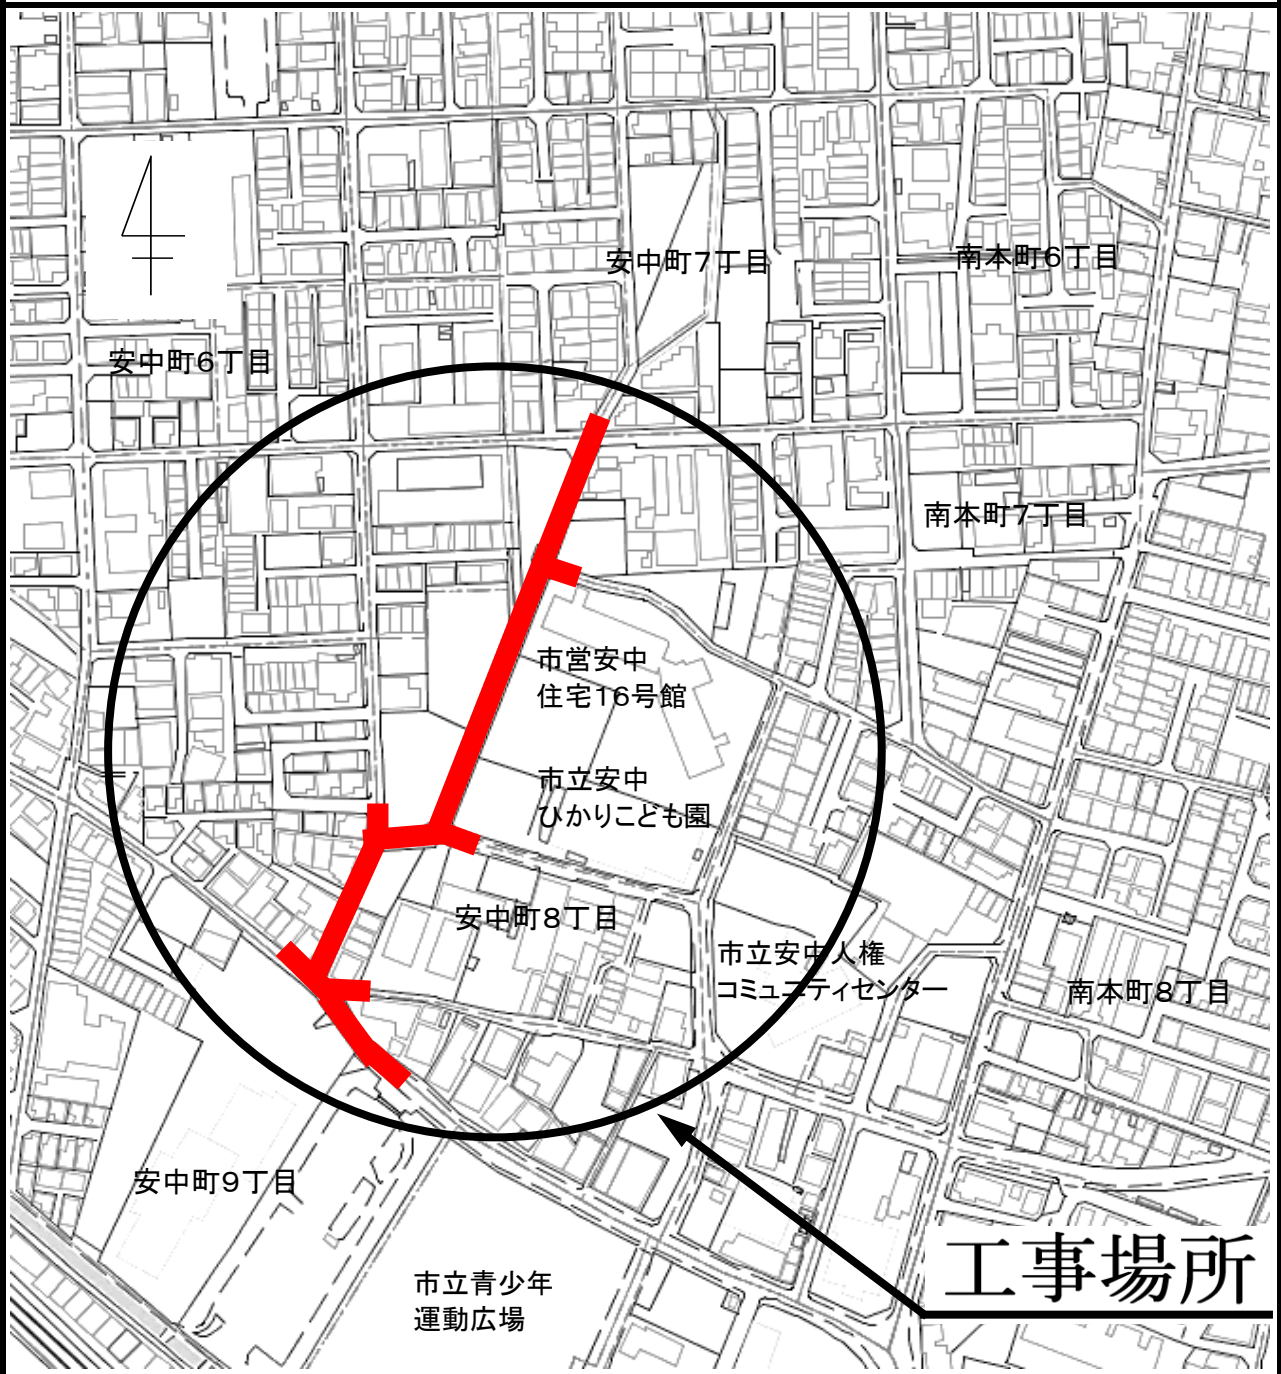 安中町7丁目
南本町6丁目
安中町6丁目
南本町7丁目
市営安中
住宅16号館
市立安中
ひかりこども園
安中町8丁目
市立安中人権
コミュニティセンター
南本町8丁目
安中町9丁目
工事場所
市立青少年
運動広場